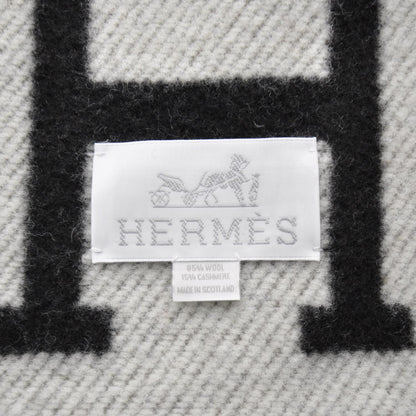 H
HERMÈS
85% WOOL
15% CASHMERE
MADE IN SCOTLAND